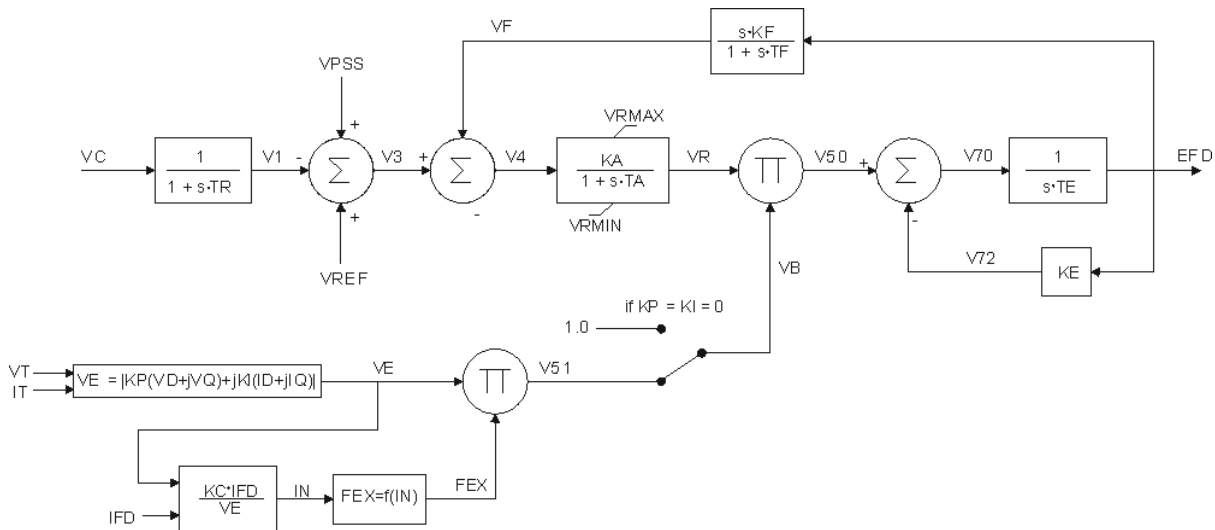 VF
s·KF
1 + s·TF
VPSS
+
VRMAX
VC
1
1 + s·TR
V1
-
Σ
V3
+
Σ
V4
KA
1 + s·TA
VR
∏
V50
+
Σ
V70
1
s·TE
EFD
+
-
VRMIN
-
VREF
VB
V72
KE
if KP = KI = 0
1.0
VT
IT
VE = |KP(VD+jVQ)+jKI(ID+jIQ)|
VE
∏
V51
KC*IFD
VE
IN
FEX=f(IN)
FEX
IFD